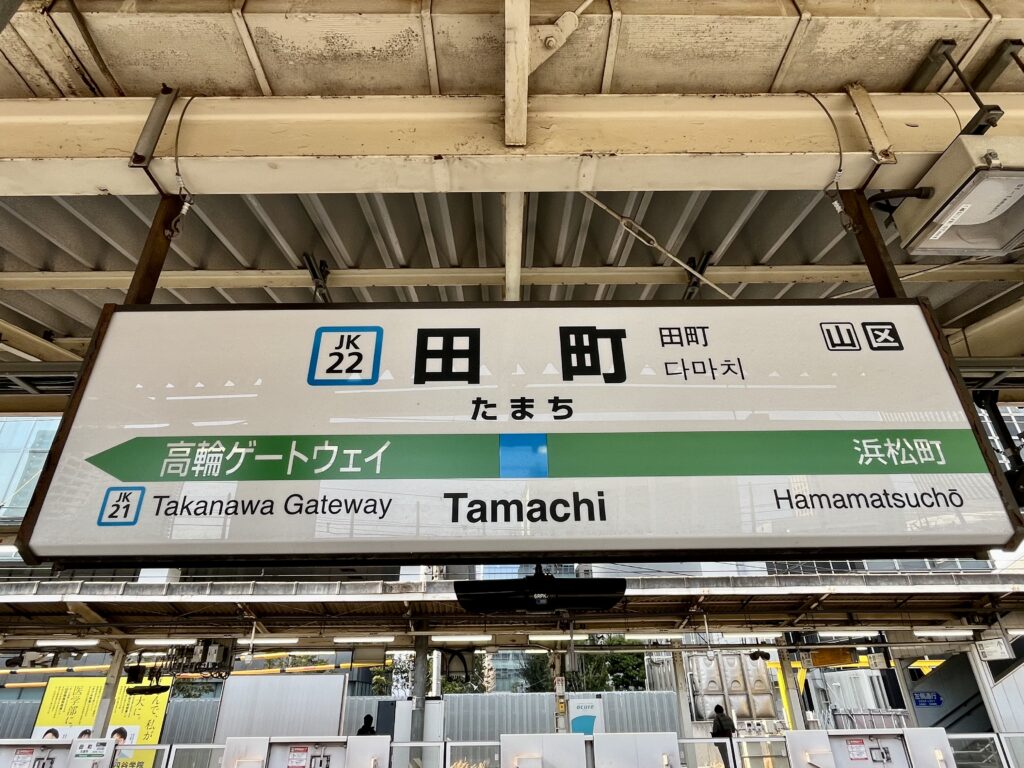 JK
22
田町
田町
다마치
山 区
たまち
高輪ゲートウェイ
浜松町
JK
21
Takanawa Gateway
Tamachi
Hamamatsuchō